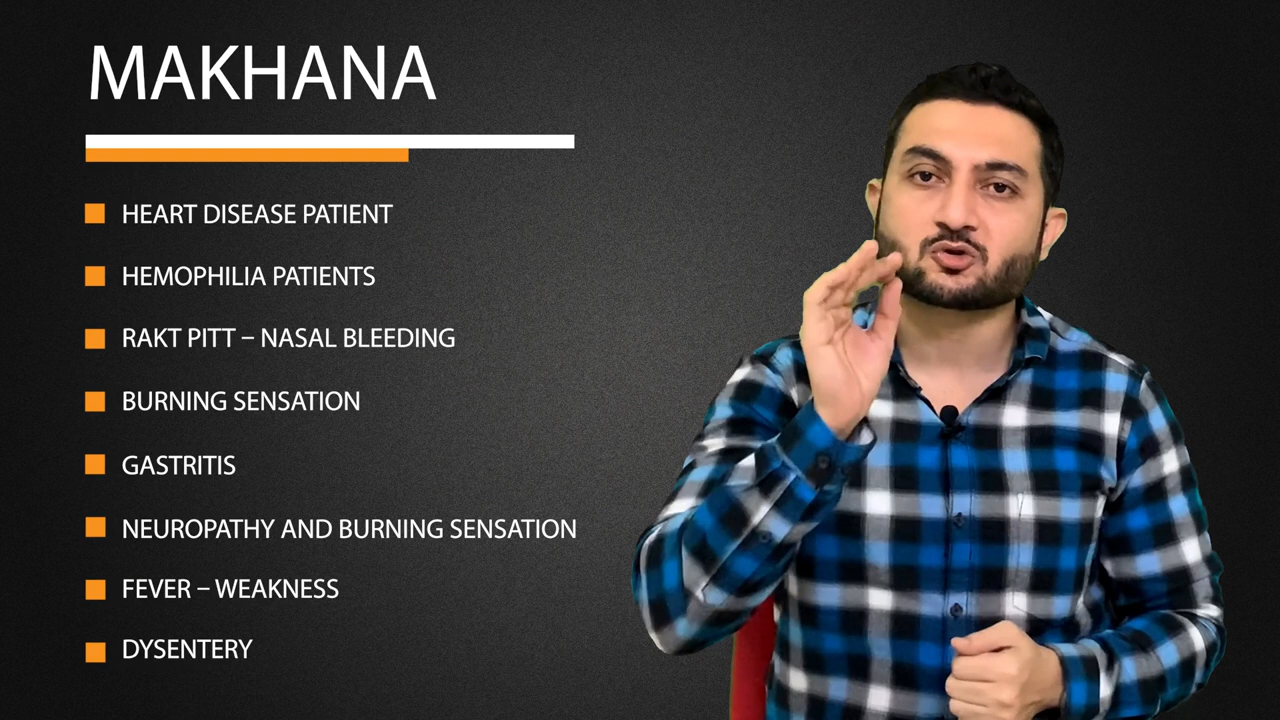 MAKHANA
HEART DISEASE PATIENT
HEMOPHILIA PATIENTS
RAKT PITT – NASAL BLEEDING
BURNING SENSATION
GASTRITIS
NEUROPATHY AND BURNING SENSATION
FEVER – WEAKNESS
DYSENTERY